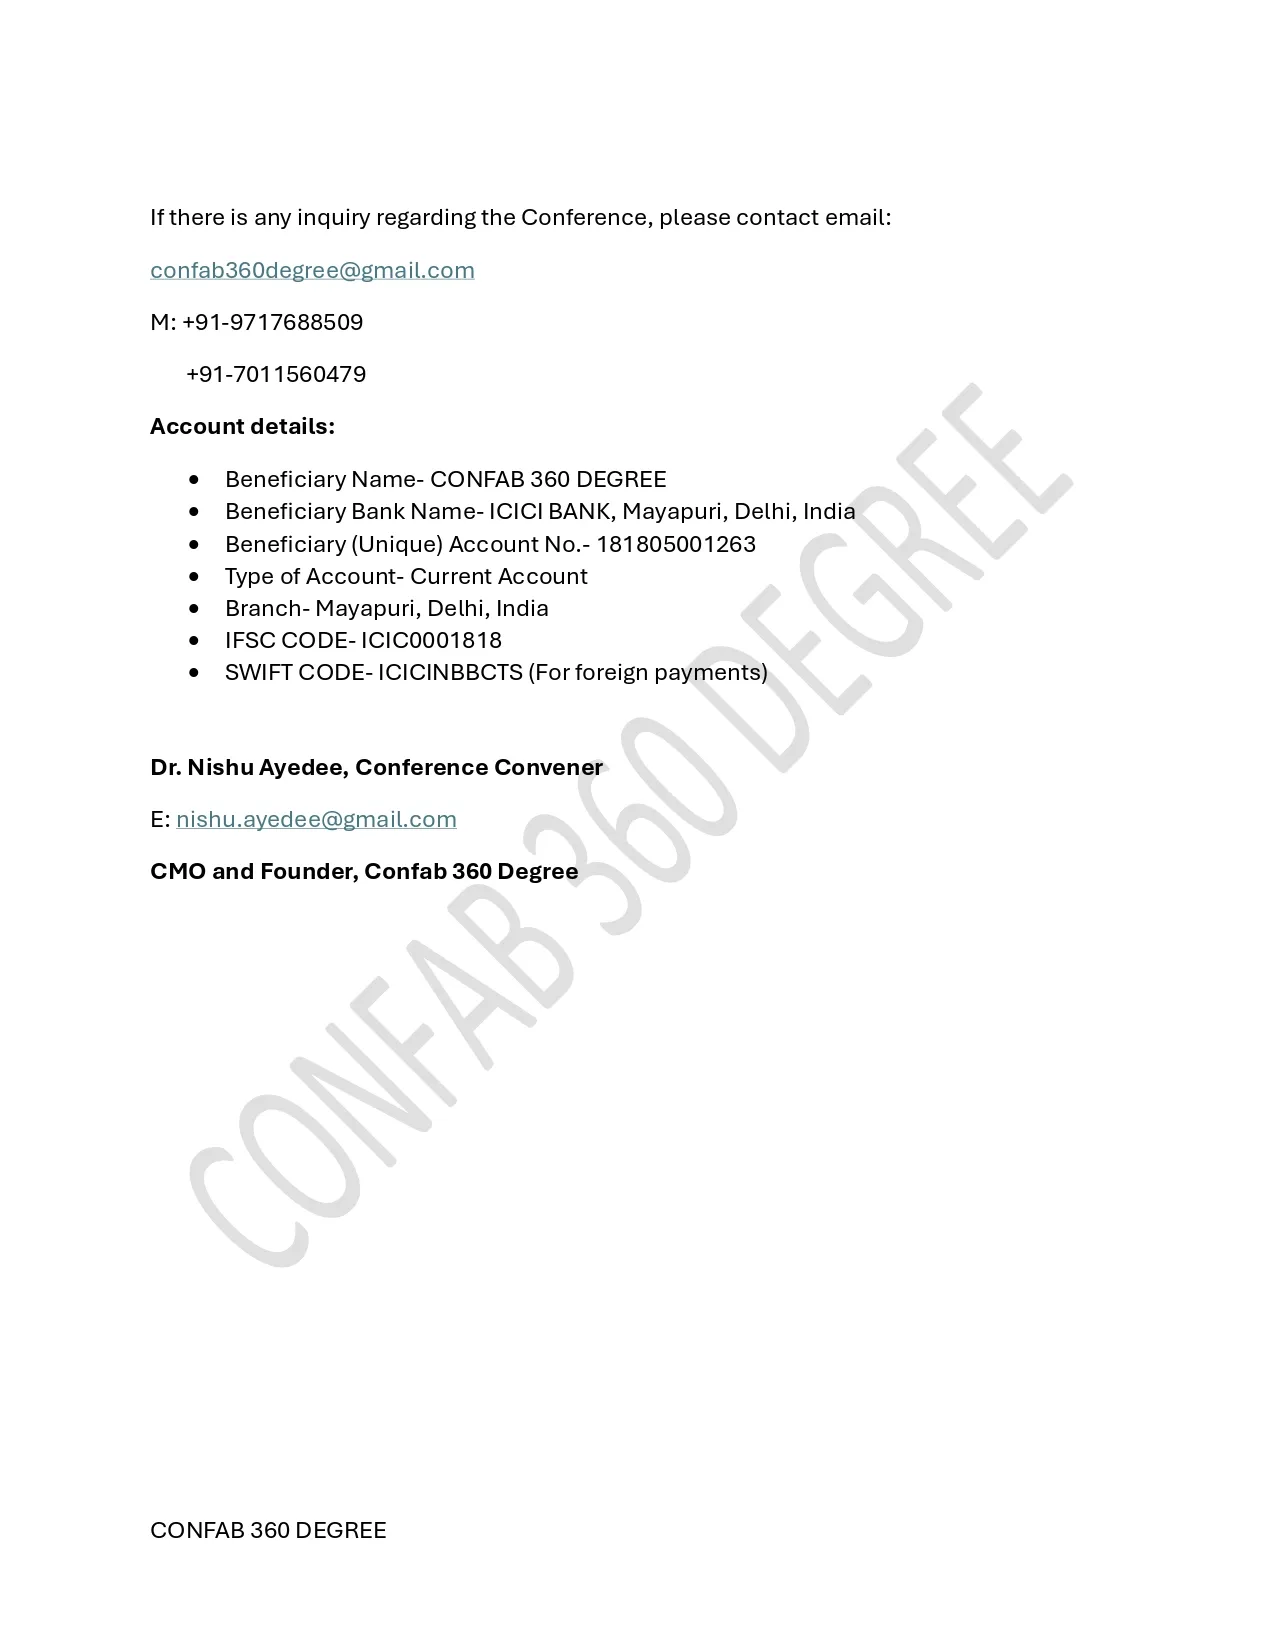 If there is any inquiry regarding the Conference, please contact email:
confab360degree@gmail.com
M: +91-9717688509
+91-7011560479
Account details:
• Beneficiary Name- CONFAB 360 DEGREE
• Beneficiary Bank Name- ICICI BANK, Mayapuri, Delhi, India
• Beneficiary (Unique) Account No.- 181805001263
• Type of Account- Current Account
• Branch- Mayapuri, Delhi, India
• IFSC CODE- ICIC0001818
• SWIFT CODE- ICICINBBCTS (For foreign payments)
Dr. Nishu Ayedee, Conference Convener
E: nishu.ayedee@gmail.com
CMO and Founder, Confab 360 Degree
CONFAB 360 DEGREE
CONFAB 360 DEGREE